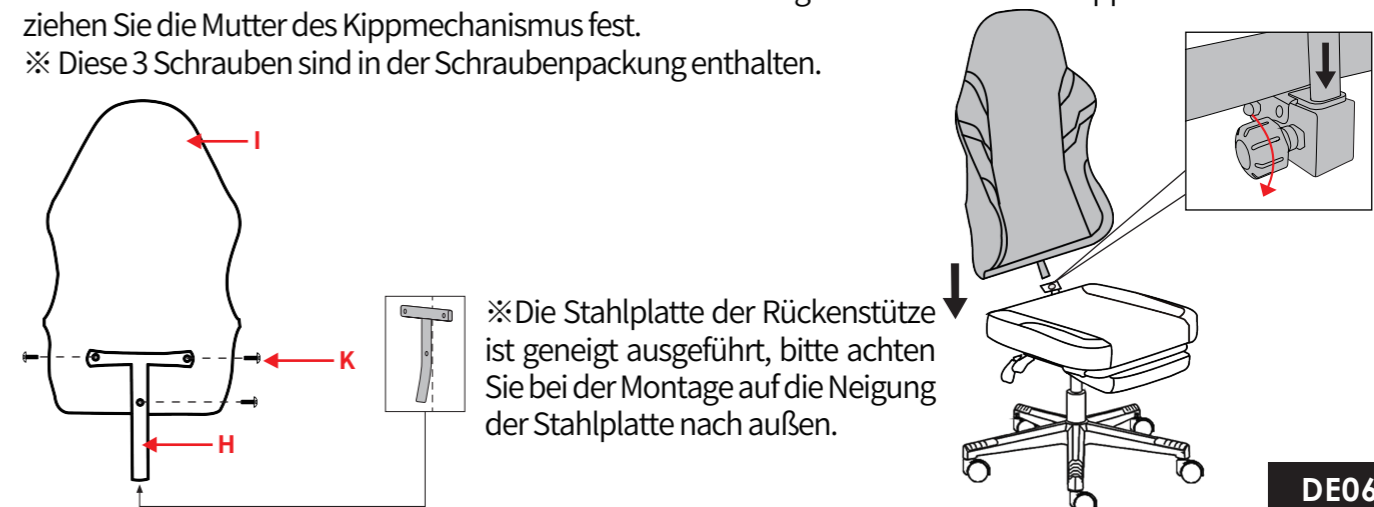 ziehen Sie die Mutter des Kippmechanismus fest.
※ Diese 3 Schrauben sind in der Schraubenpackung enthalten.
I
K
H
※Die Stahlplatte der Rückenstütze
ist geneigt ausgeführt, bitte achten
Sie bei der Montage auf die Neigung
der Stahlplatte nach außen.
DE06